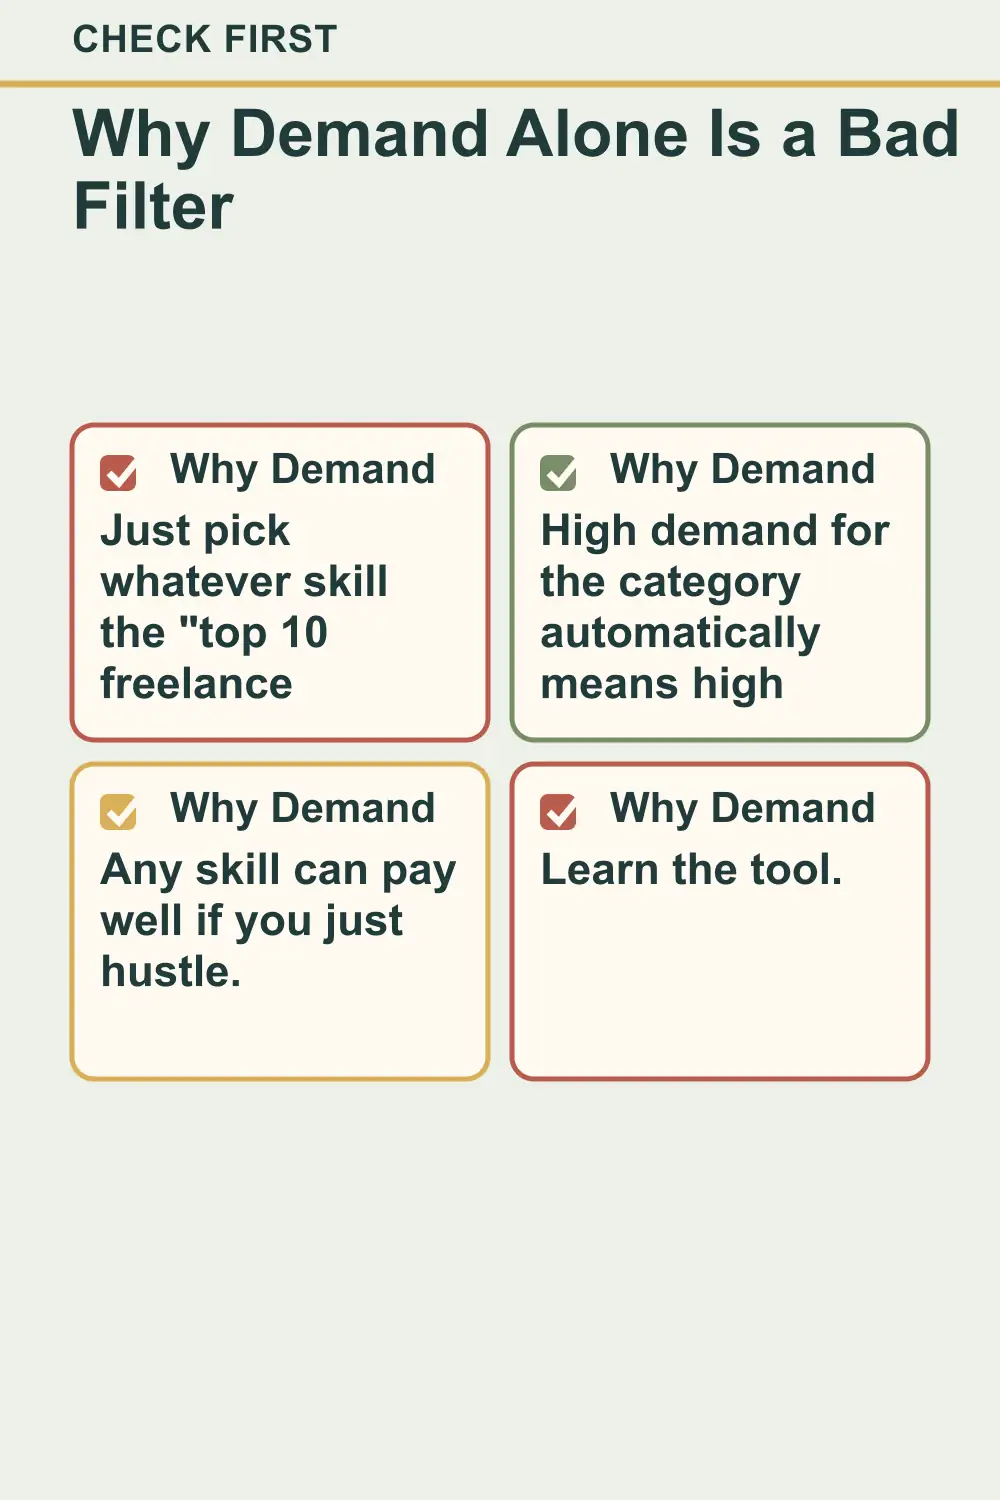 CHECK FIRST
Why Demand Alone Is a Bad
Filter
Why Demand
Just pick
whatever skill
the "top 10
freelance
Why Demand
High demand for
the category
automatically
means high
Why Demand
Any skill can pay
well if you just
hustle.
Why Demand
Learn the tool.